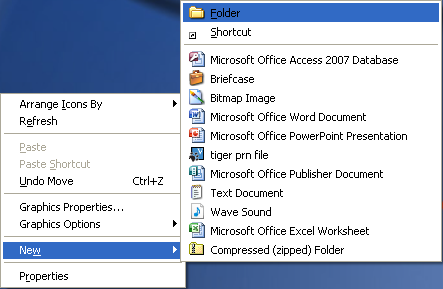 Arrange Icons By
Refresh
Paste
Paste Shortcut
Undo Move Ctrl+Z
Graphics Properties...
Graphics Options
New
Properties
Folder
Shortcut
Microsoft Office Access 2007 Database
Briefcase
Bitmap Image
Microsoft Office Word Document
Microsoft Office PowerPoint Presentation
tiger prn file
Microsoft Office Publisher Document
Text Document
Wave Sound
Microsoft Office Excel Worksheet
Compressed (zipped) Folder